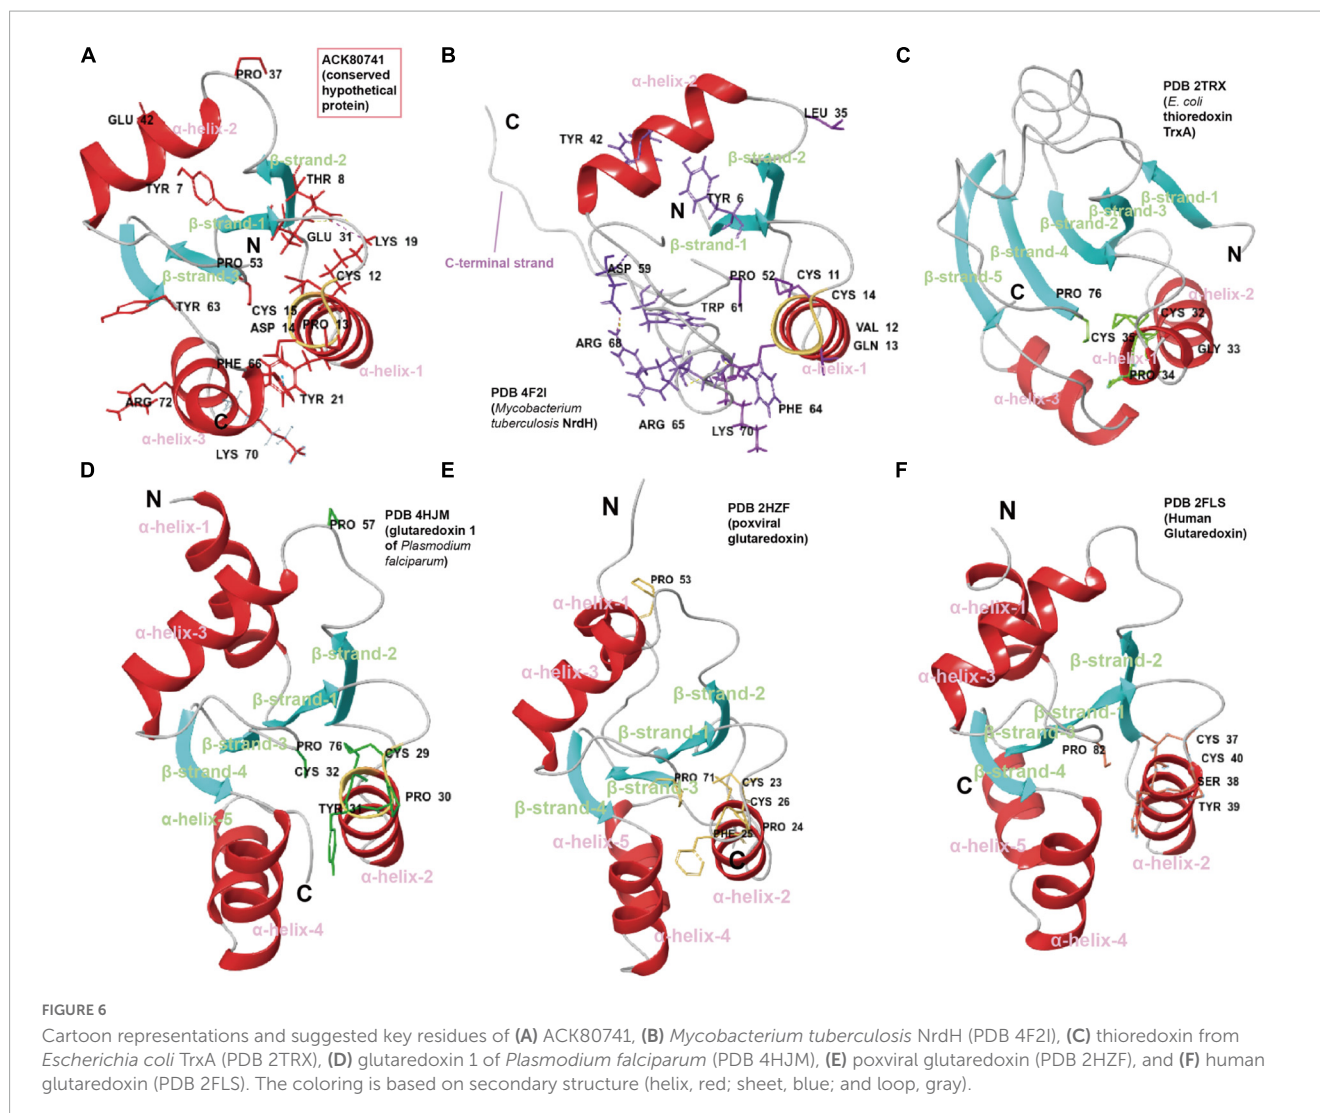 A
PRO 37
ACK80741
(conserved
hypothetical
protein)
GLU 42
α-helix-2
β-strand-2
THR 8
TYR 7
β-strand-1
GLU 31
LYS 19
N
PRO 53
β-strand-3
CYS 12
TYR 63
CYS 15
ASP 14
PRO 13
PHE 66
α-helix-1
ARG 72
TYR 21
C
α-helix-3
LYS 70
B
α-helix-2
C
LEU 35
TYR 42
β-strand-2
TYR 6
N
β-strand-1
C-terminal strand
ASP 59
PRO 52
CYS 11
CYS 14
TRP 61
VAL 12
ARG 68
GLN 13
α-helix-1
PDB 4F2I
(Mycobacterium
tuberculosis NrdH)
PHE 64
ARG 65
LYS 70
C
PDB 2TRX
(E. coli
thioredoxin
TrxA)
β-strand-1
β-strand-3
β-strand-2
β-strand-4
N
β-strand-5
C
PRO 76
α-helix-2
CYS 32
CYS 35
GLY 33
α-helix-1
PRO 34
α-helix-3
D
N
α-helix-1
PRO 57
PDB 4HJM
(glutaredoxin 1
of Plasmodium
falciparum)
α-helix-3
β-strand-2
β-strand-1
β-strand-3
PRO 76
CYS 29
β-strand-4
CYS 32
PRO 30
TYR 31
α-helix-5
α-helix-2
C
α-helix-4
E
N
PDB 2HZF
(poxviral
glutaredoxin)
PRO 53
α-helix-1
α-helix-3
β-strand-2
β-strand-1
PRO 71
CYS 23
β-strand-3
CYS 26
β-strand-4
PRO 24
PHE 25
α-helix-5
C
α-helix-2
α-helix-4
F
N
PDB 2FLS
(Human
Glutaredoxin)
α-helix-1
α-helix-3
β-strand-2
β-strand-1
β-strand-3
CYS 37
PRO 82
CYS 40
β-strand-4
SER 38
C
TYR 39
α-helix-5
α-helix-2
α-helix-4
FIGURE 6
Cartoon representations and suggested key residues of (A) ACK80741, (B) Mycobacterium tuberculosis NrdH (PDB 4F2I), (C) thioredoxin from
Escherichia coli TrxA (PDB 2TRX), (D) glutaredoxin 1 of Plasmodium falciparum (PDB 4HJM), (E) poxviral glutaredoxin (PDB 2HZF), and (F) human
glutaredoxin (PDB 2FLS). The coloring is based on secondary structure (helix, red; sheet, blue; and loop, gray).